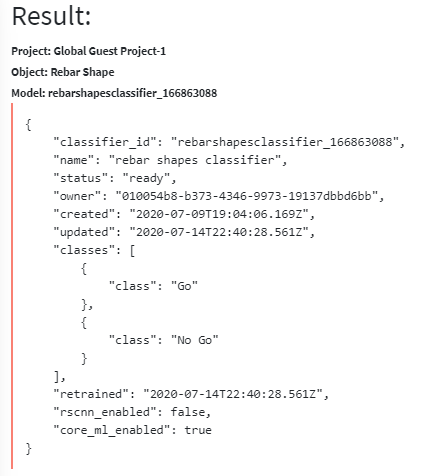 Result:
Project: Global Guest Project-1
Object: Rebar Shape
Model: rebarshapesclassifier_166863088
{
    "classifier_id": "rebarshapesclassifier_166863088",
    "name": "rebar shapes classifier",
    "status": "ready",
    "owner": "010054b8-b373-4346-9973-19137dbbd6bb",
    "created": "2020-07-09T19:04:06.169Z",
    "updated": "2020-07-14T22:40:28.561Z",
    "classes": [
        {
            "class": "Go"
        },
        {
            "class": "No Go"
        }
    ],
    "retrained": "2020-07-14T22:40:28.561Z",
    "rscnn_enabled": false,
    "core_ml_enabled": true
}